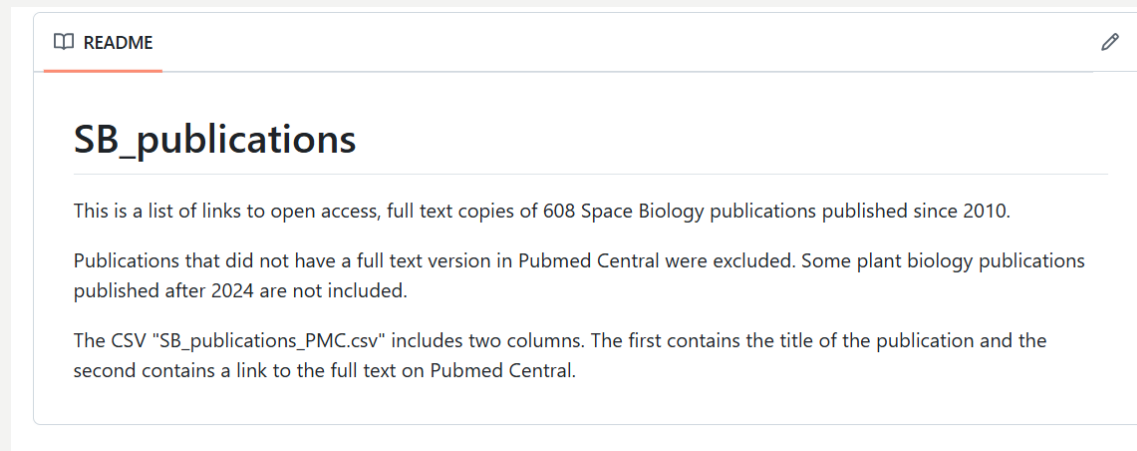 README
SB_publications
This is a list of links to open access, full text copies of 608 Space Biology publications published since 2010.
Publications that did not have a full text version in Pubmed Central were excluded. Some plant biology publications
published after 2024 are not included.
The CSV "SB_publications_PMC.csv" includes two columns. The first contains the title of the publication and the
second contains a link to the full text on Pubmed Central.